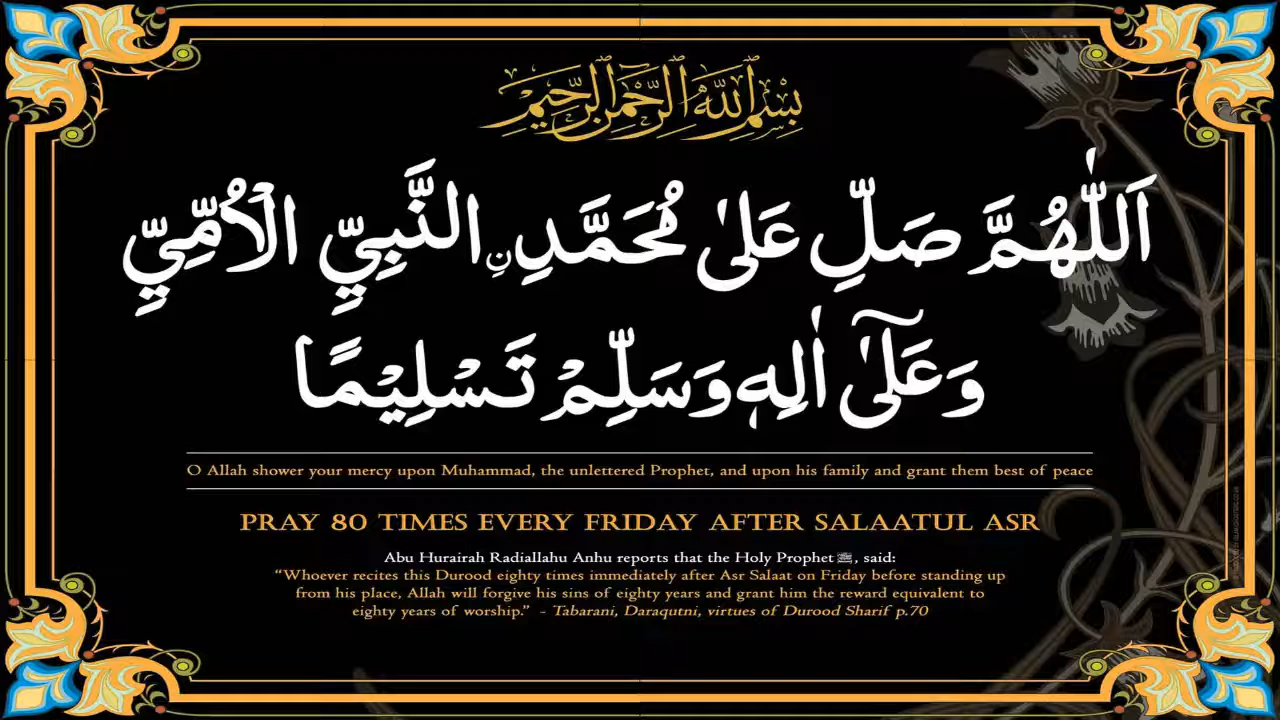 بِسْمِ اللّٰهِ الرَّحْمٰنِ الرَّحِيْمِ
اَللّٰهُمَّ صَلِّ عَلٰى مُحَمَّدِ نِ النَّبِيِّ الْاُمِّيِّ
وَعَلٰٓى اٰلِهٖ وَسَلِّمْ تَسْلِيْمًا
O Allah shower your mercy upon Muhammad, the unlettered Prophet, and upon his family and grant them best of peace
PRAY 80 TIMES EVERY FRIDAY AFTER SALAATUL ASR
Abu Hurairah Radiallahu Anhu reports that the Holy Prophet ﷺ, said:
“Whoever recites this Durood eighty times immediately after Asr Salaat on Friday before standing up
from his place, Allah will forgive his sins of eighty years and grant him the reward equivalent to
eighty years of worship.” - Tabarani, Daraqutni, virtues of Durood Sharif p.70